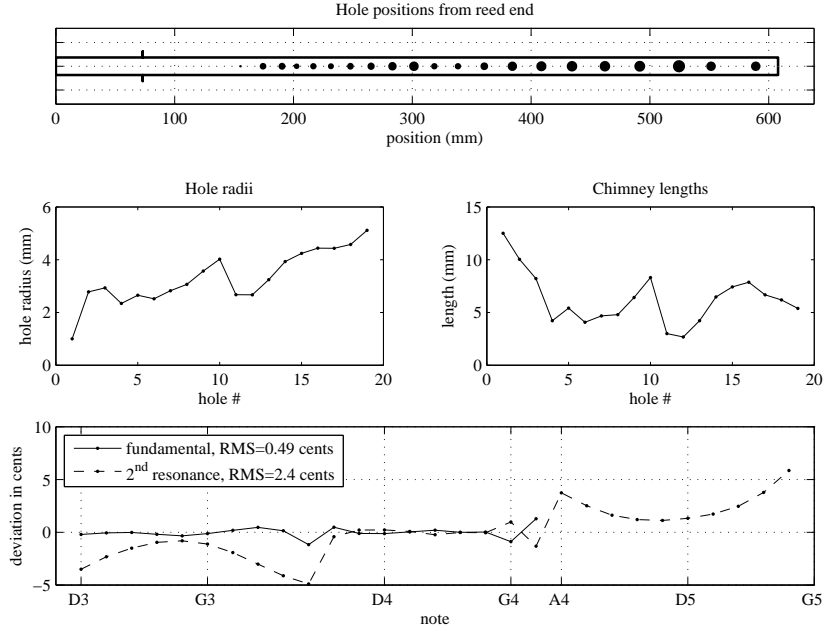 Hole positions from reed end
0 100 200 300 400 500 600
position (mm)
Hole radii
6
4
2
0
hole radius (mm)
0 5 10 15 20
hole #
Chimney lengths
15
10
5
0
length (mm)
0 5 10 15 20
hole #
10
5
0
−5
deviation in cents
fundamental, RMS=0.49 cents
2nd resonance, RMS=2.4 cents
D3 G3 D4 G4 A4 D5 G5
note